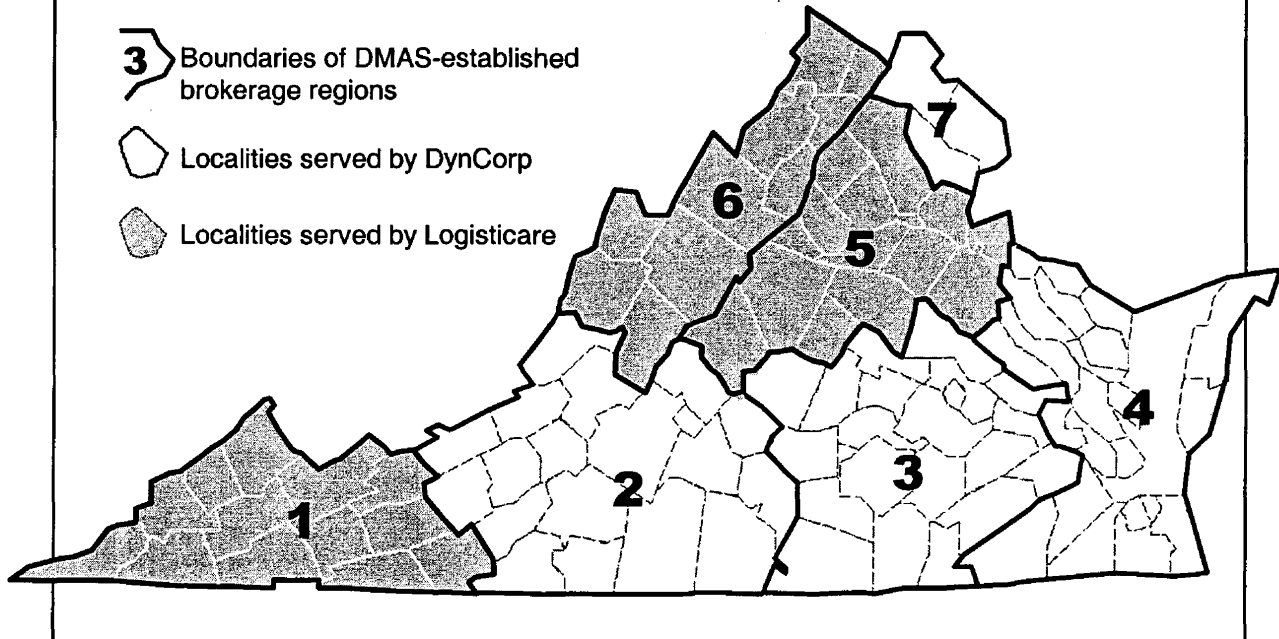 3 Boundaries of DMAS-established
brokerage regions
Localities served by DynCorp
Localities served by Logisticare
7
6
5
4
3
2
1